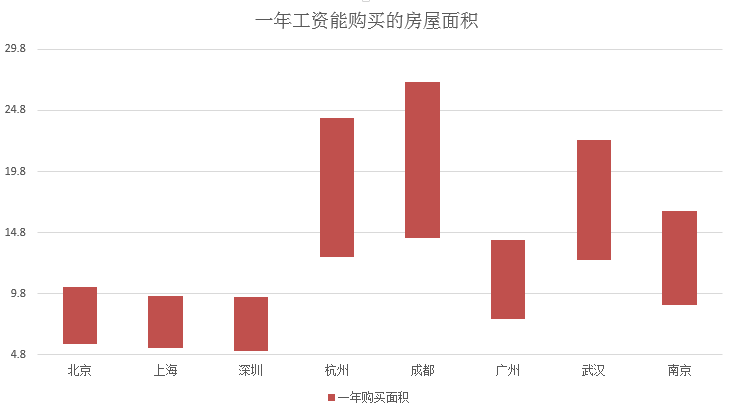 一年工资能购买的房屋面积
29.8
24.8
19.8
14.8
9.8
4.8
北京 上海 深圳 杭州 成都 广州 武汉 南京
一年购买面积